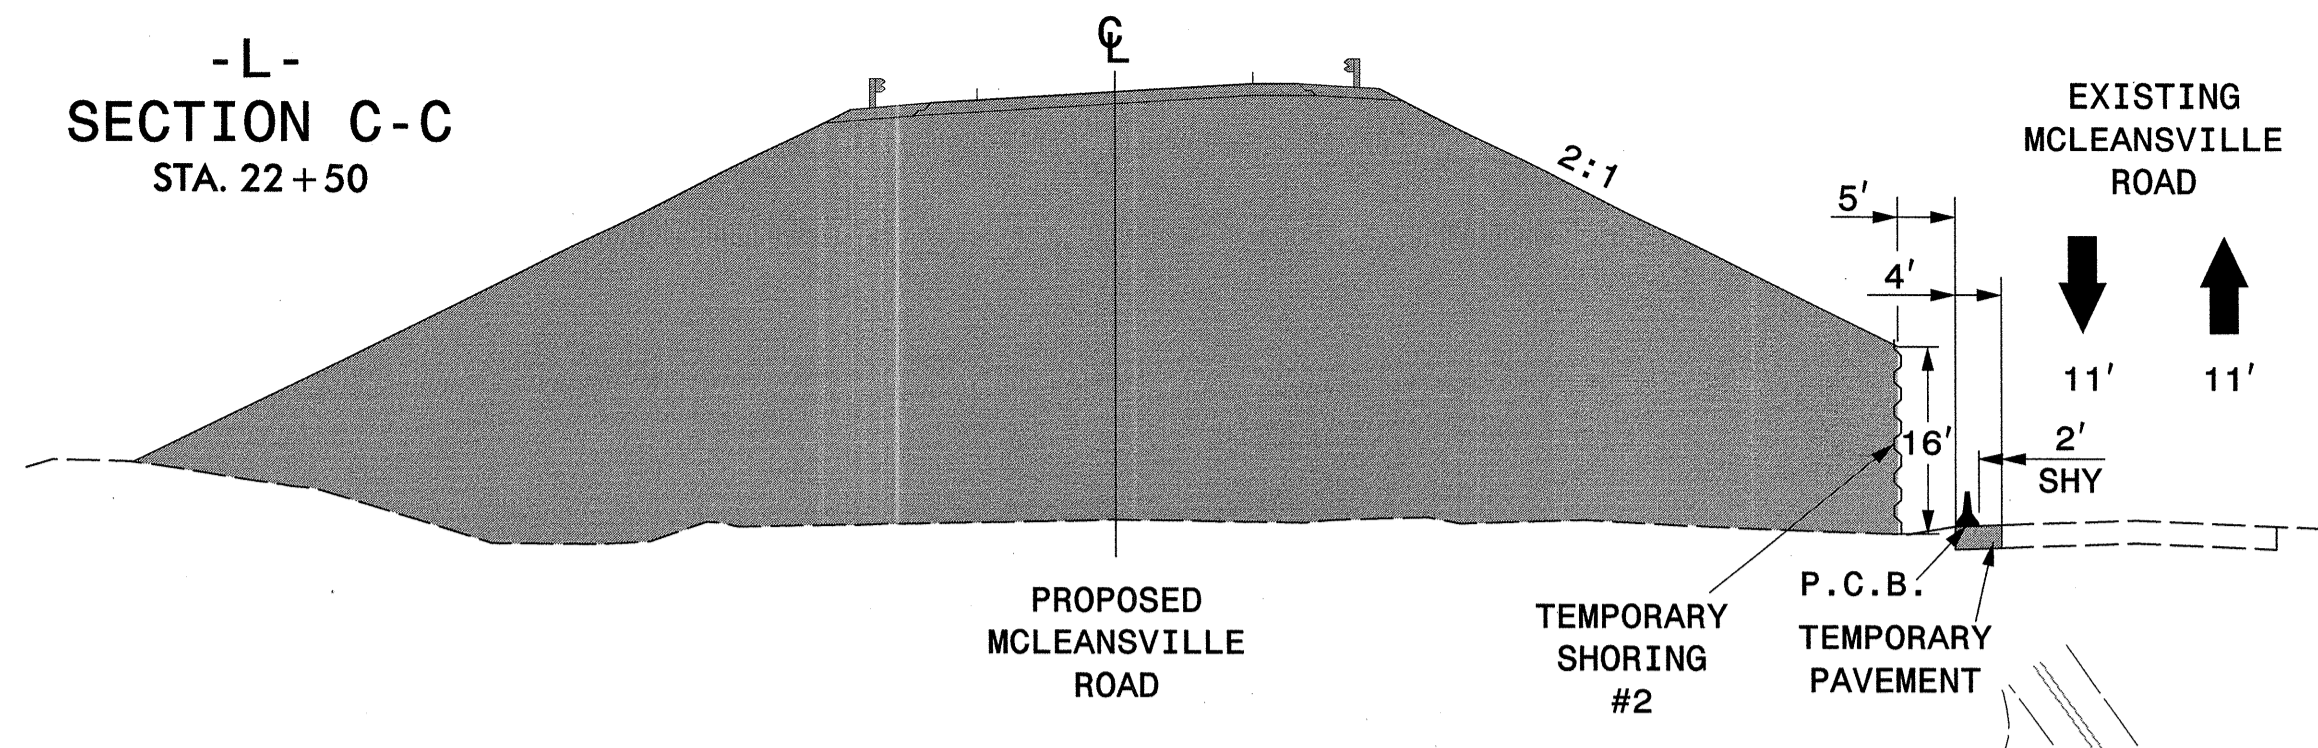 -L-
SECTION C-C
STA. 22+50
℄
2:1
5'
4'
EXISTING
MCLEANSVILLE
ROAD
11' 11'
16'
2'
SHY
PROPOSED
MCLEANSVILLE
ROAD
TEMPORARY
SHORING
#2
P.C.B.
TEMPORARY
PAVEMENT